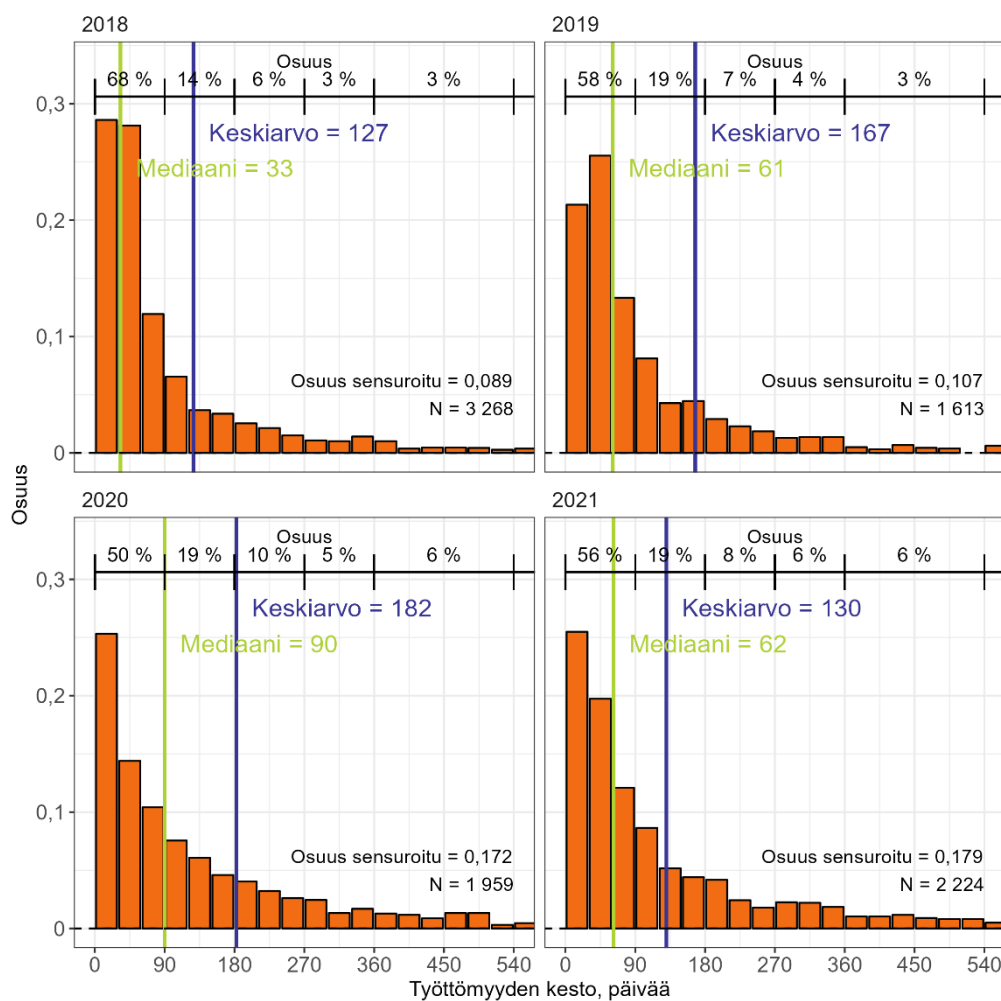 2018
Osuus
68 % 14 % 6 % 3 % 3 %
Keskiarvo = 127
Mediaani = 33
Osuus sensuroitu = 0,089
N = 3 268
0,3
0,2
0,1
0
2019
Osuus
58 % 19 % 7 % 4 % 3 %
Keskiarvo = 167
Mediaani = 61
Osuus sensuroitu = 0,107
N = 1 613
Osuus
2020
Osuus
50 % 19 % 10 % 5 % 6 %
Keskiarvo = 182
Mediaani = 90
Osuus sensuroitu = 0,172
N = 1 959
0,3
0,2
0,1
0
0 90 180 270 360 450 540
2021
Osuus
56 % 19 % 8 % 6 % 6 %
Keskiarvo = 130
Mediaani = 62
Osuus sensuroitu = 0,179
N = 2 224
0 90 180 270 360 450 540
Työttömyyden kesto, päivää